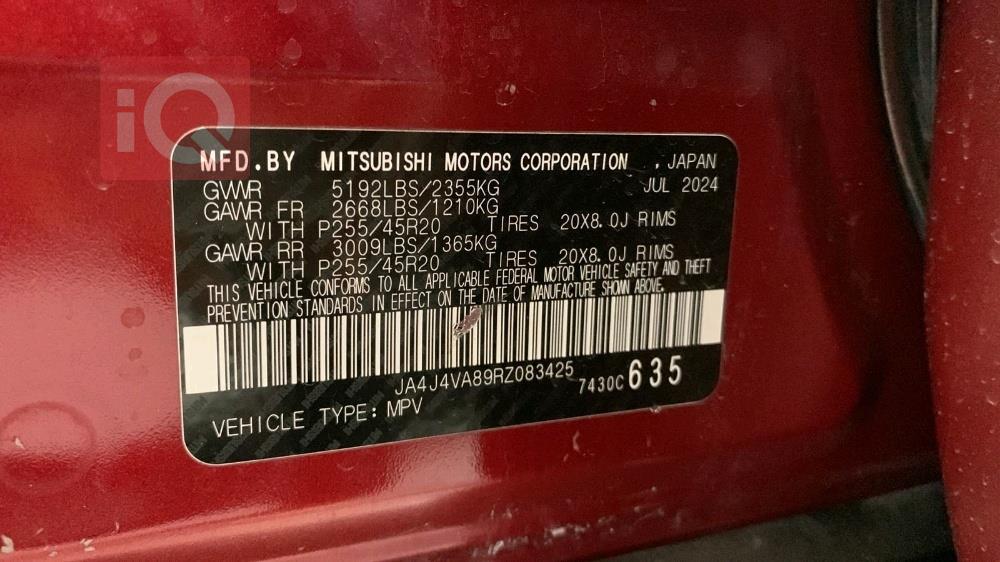 iQ
MFD.BY MITSUBISHI MOTORS CORPORATION , JAPAN
GVWR 5192LBS/2355KG JUL 2024
GAWR FR 2668LBS/1210KG
WITH P255/45R20 TIRES 20X8.0J RIMS
GAWR RR 3009LBS/1365KG
WITH P255/45R20 TIRES 20X8.0J RIMS
THIS VEHICLE CONFORMS TO ALL APPLICABLE FEDERAL MOTOR VEHICLE SAFETY AND THEFT
PREVENTION STANDARDS IN EFFECT ON THE DATE OF MANUFACTURE SHOWN ABOVE.
JA4J4VA89RZ083425 7430C 635
VEHICLE TYPE: MPV